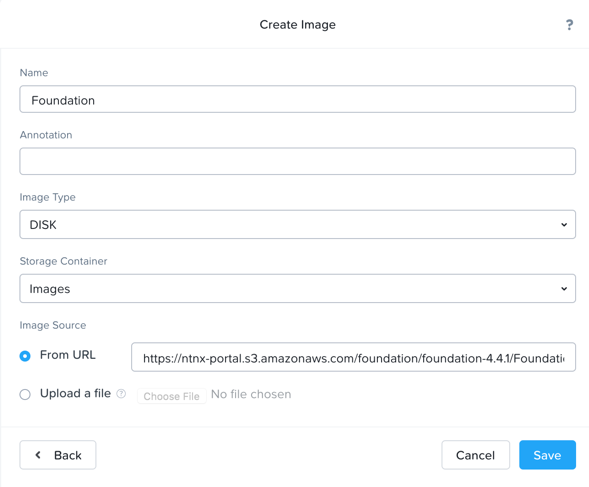 Create Image
?
Name
Foundation
Annotation
Image Type
DISK
Storage Container
Images
Image Source
From URL
https://ntnx-portal.s3.amazonaws.com/foundation/foundation-4.4.1/Foundati
Upload a file ?
Choose File No file chosen
Back
Cancel
Save